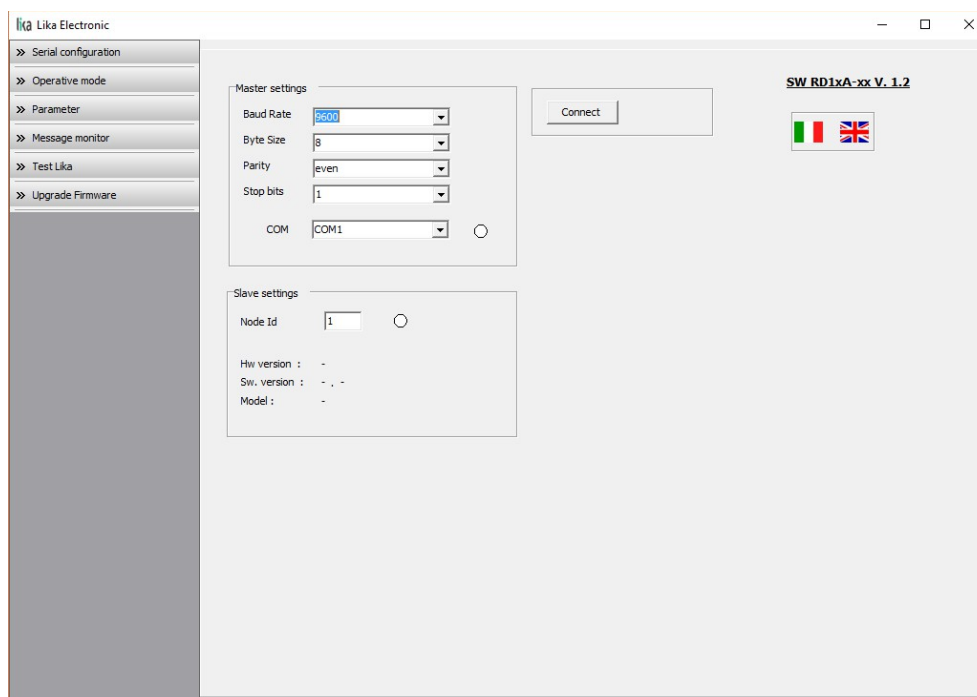 lika Lika Electronic
» Serial configuration
» Operative mode
» Parameter
» Message monitor
» Test Lika
» Upgrade Firmware
Master settings
Baud Rate 9600
Byte Size 8
Parity even
Stop bits 1
COM COM1
Connect
SW RD1xA-xx V. 1.2
Slave settings
Node Id 1
Hw version : -
Sw. version : - . -
Model : -